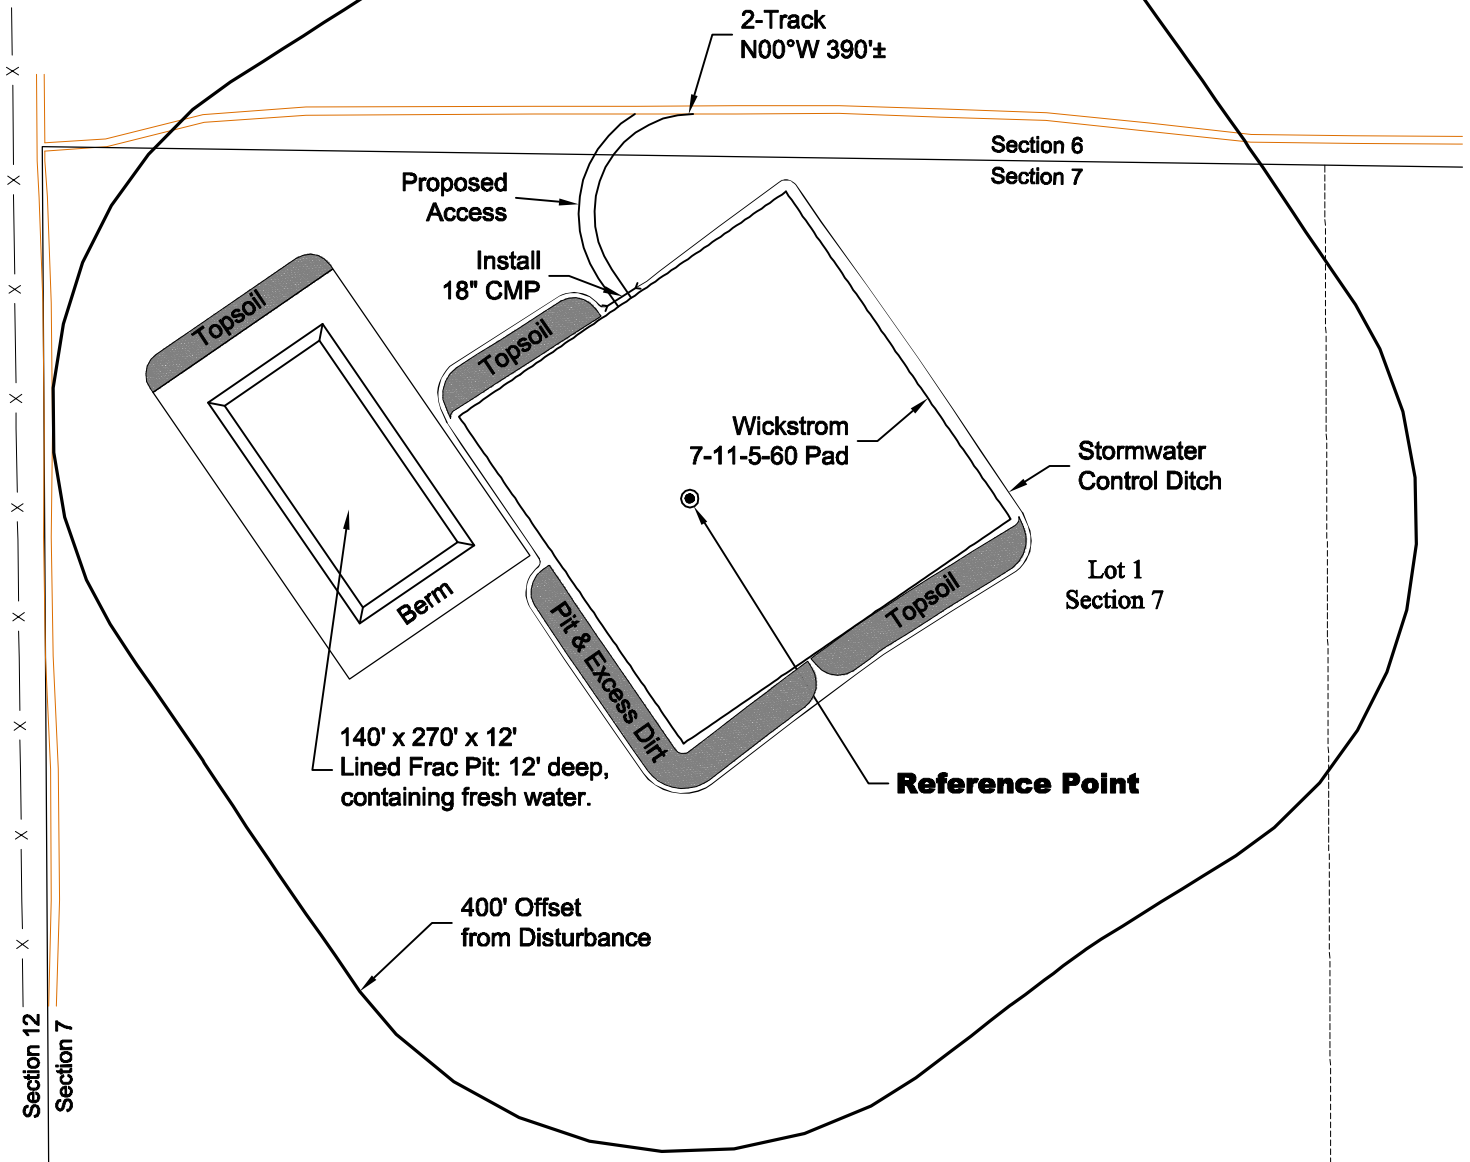 2-Track
N00°W 390'±
Section 6
Section 7
Proposed
Access
Install
18" CMP
Topsoil
Topsoil
Wickstrom
7-11-5-60 Pad
Stormwater
Control Ditch
Lot 1
Section 7
Topsoil
Berm
Pit & Excess Dirt
140' x 270' x 12'
Lined Frac Pit: 12' deep,
containing fresh water.
Reference Point
400' Offset
from Disturbance
Section 12
Section 7
X
X
X
X
X
X
X
X
X